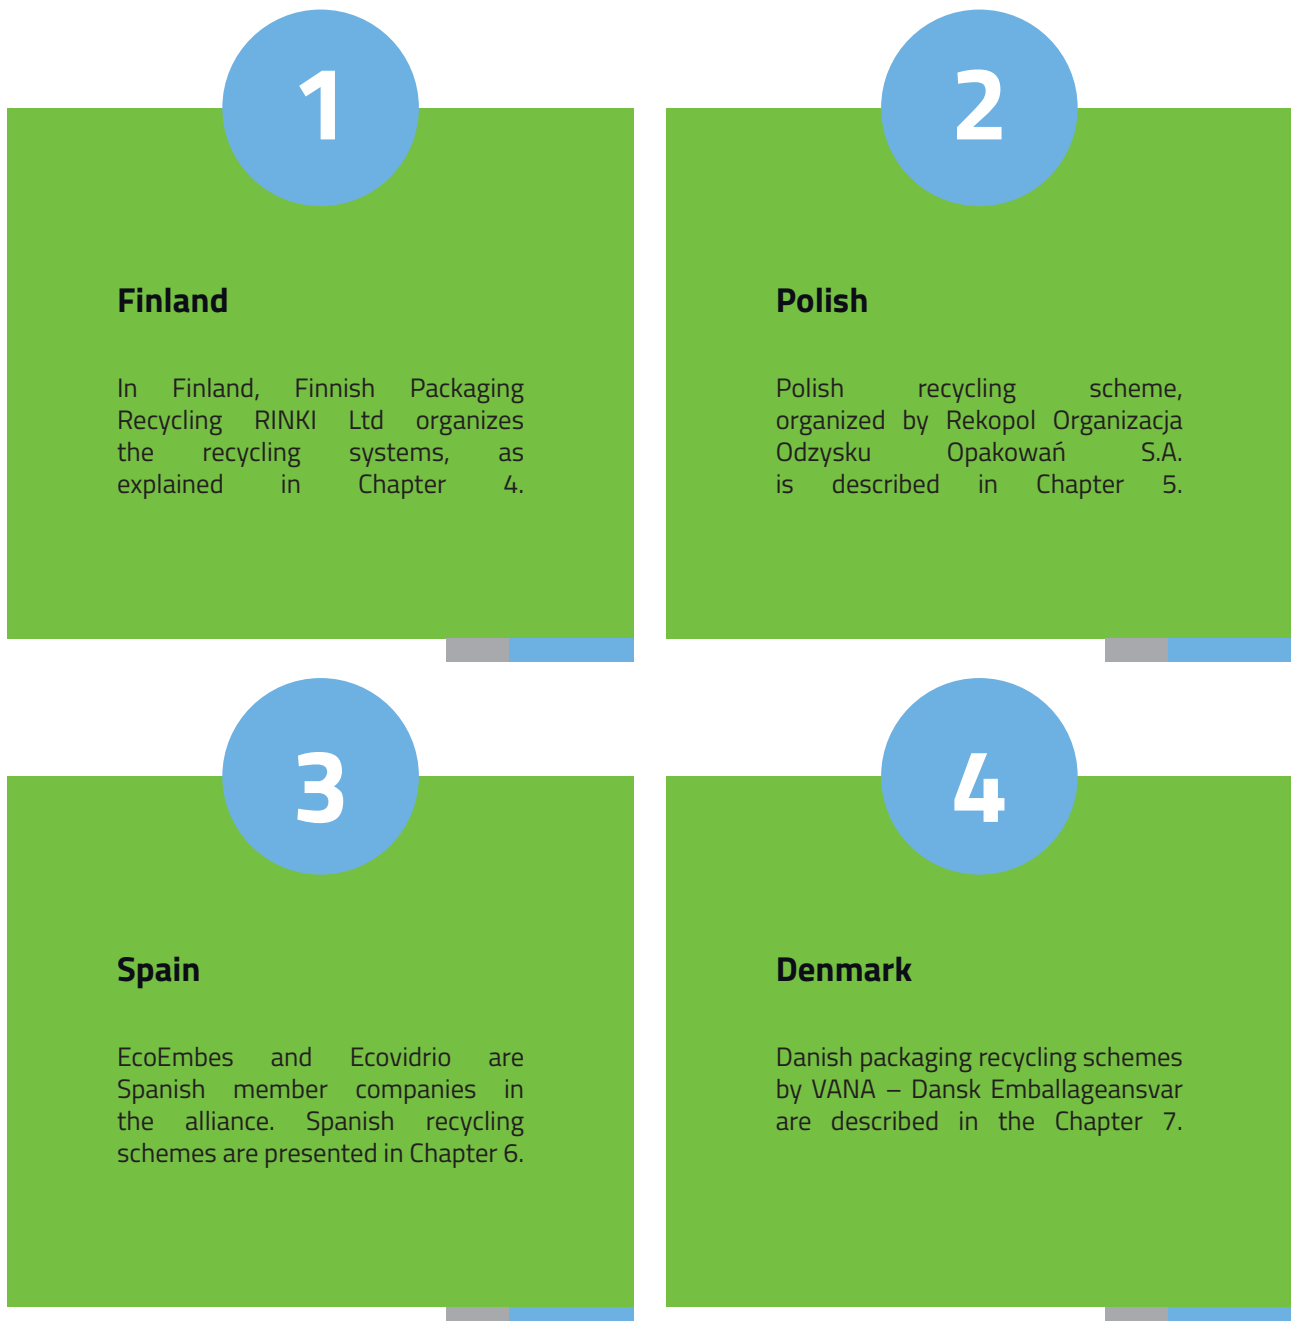 1
Finland
In Finland, Finnish Packaging
Recycling RINKI Ltd organizes
the recycling systems, as
explained in Chapter 4.
2
Polish
Polish recycling scheme,
organized by Rekopol Organizacja
Odzysku Opakowań S.A.
is described in Chapter 5.
3
Spain
EcoEmbes and Ecovidrio are
Spanish member companies in
the alliance. Spanish recycling
schemes are presented in Chapter 6.
4
Denmark
Danish packaging recycling schemes
by VANA – Dansk Emballageansvar
are described in the Chapter 7.